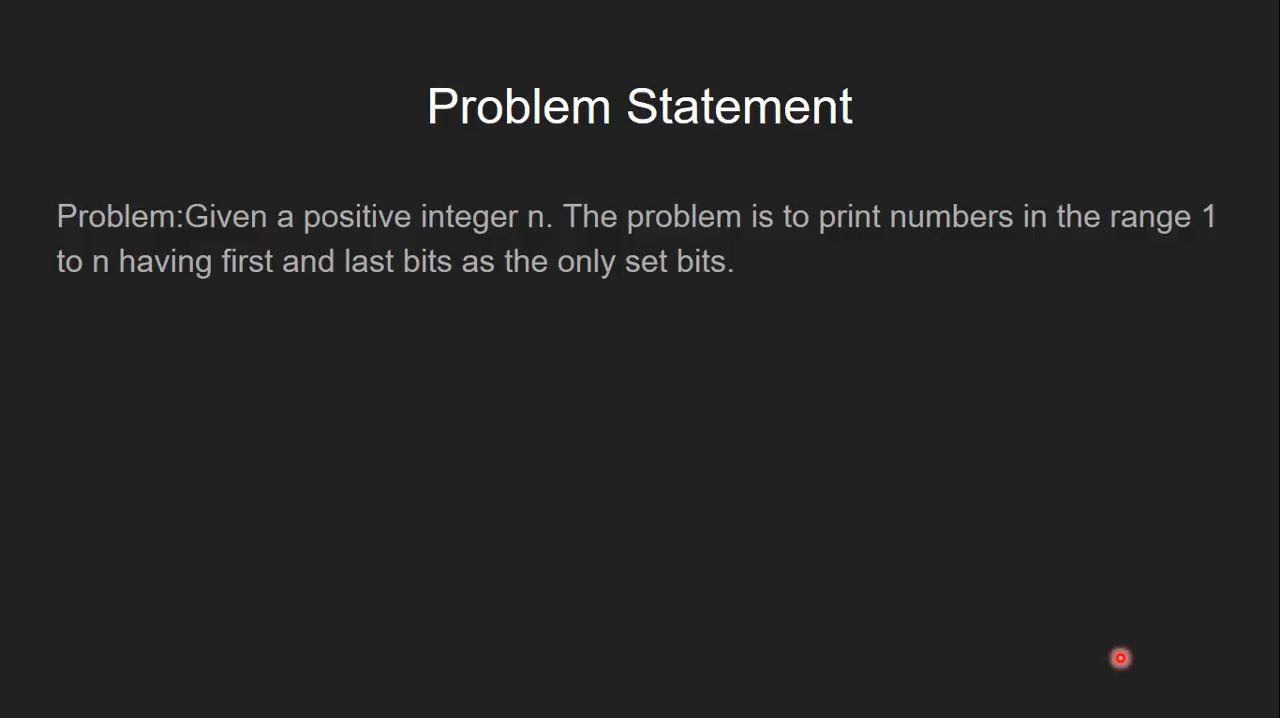 Problem Statement
Problem:Given a positive integer n. The problem is to print numbers in the range 1
to n having first and last bits as the only set bits.